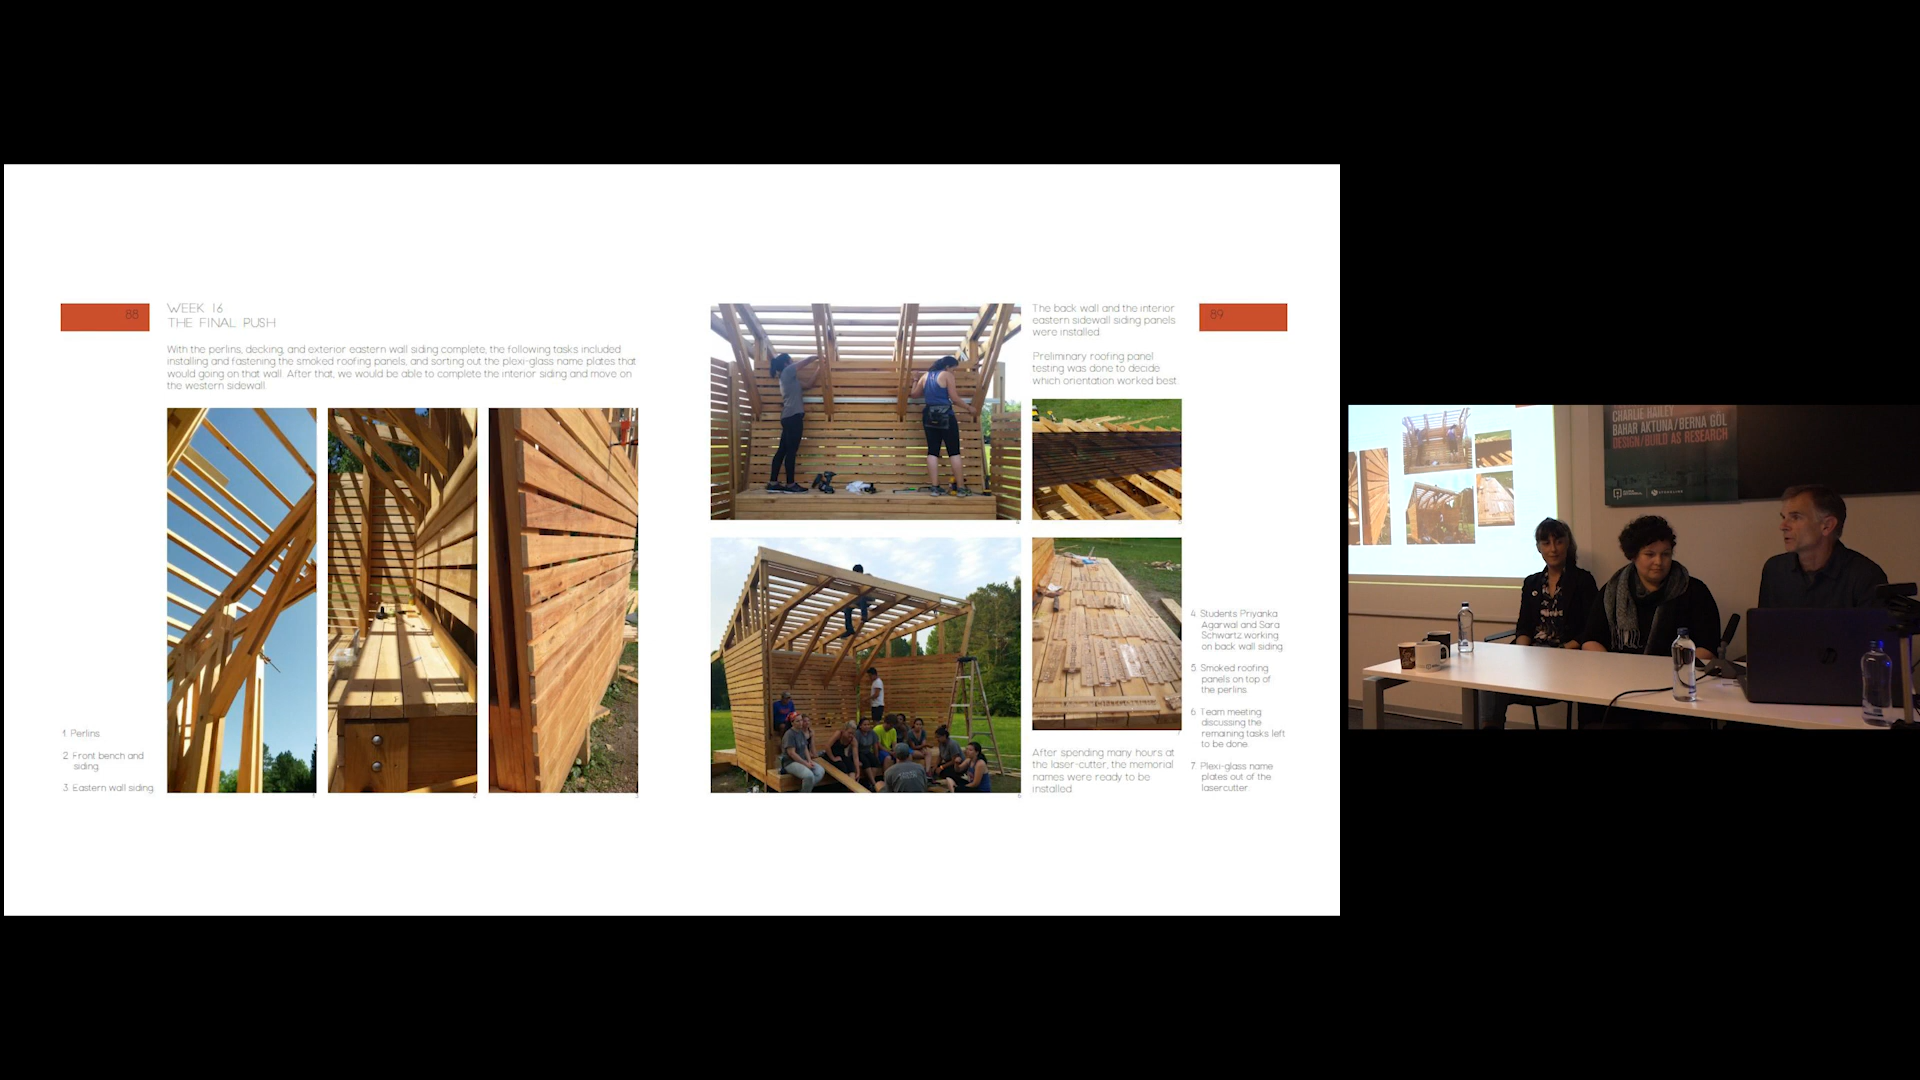 88
WEEK 16
THE FINAL PUSH
With the perlins, decking, and exterior eastern wall siding complete, the following tasks included
installing and fastening the smoked roofing panels, and sorting out the plexi-glass name plates that
would going on that wall. After that, we would be able to complete the interior siding and move on
the western sidewall.
1. Perlins
2. Front bench and
siding.
3. Eastern wall siding.
1
2
3
The back wall and the interior
eastern sidewall siding panels
were installed
Preliminary roofing panel
testing was done to decide
which orientation worked best.
89
After spending many hours at
the laser-cutter, the memorial
names were ready to be
installed
4. Students Priyanka
Agarwal and Sara
Schwartz working
on back wall siding.
5. Smoked roofing
panels on top of
the perlins.
6. Team meeting
discussing the
remaining tasks left
to be done.
7. Plexi-glass name
plates out of the
lasercutter.
CHARLIE HAILEY
BAHAR AKTUNA/BERNA GÖL
DESIGN/BUILD AS RESEARCH